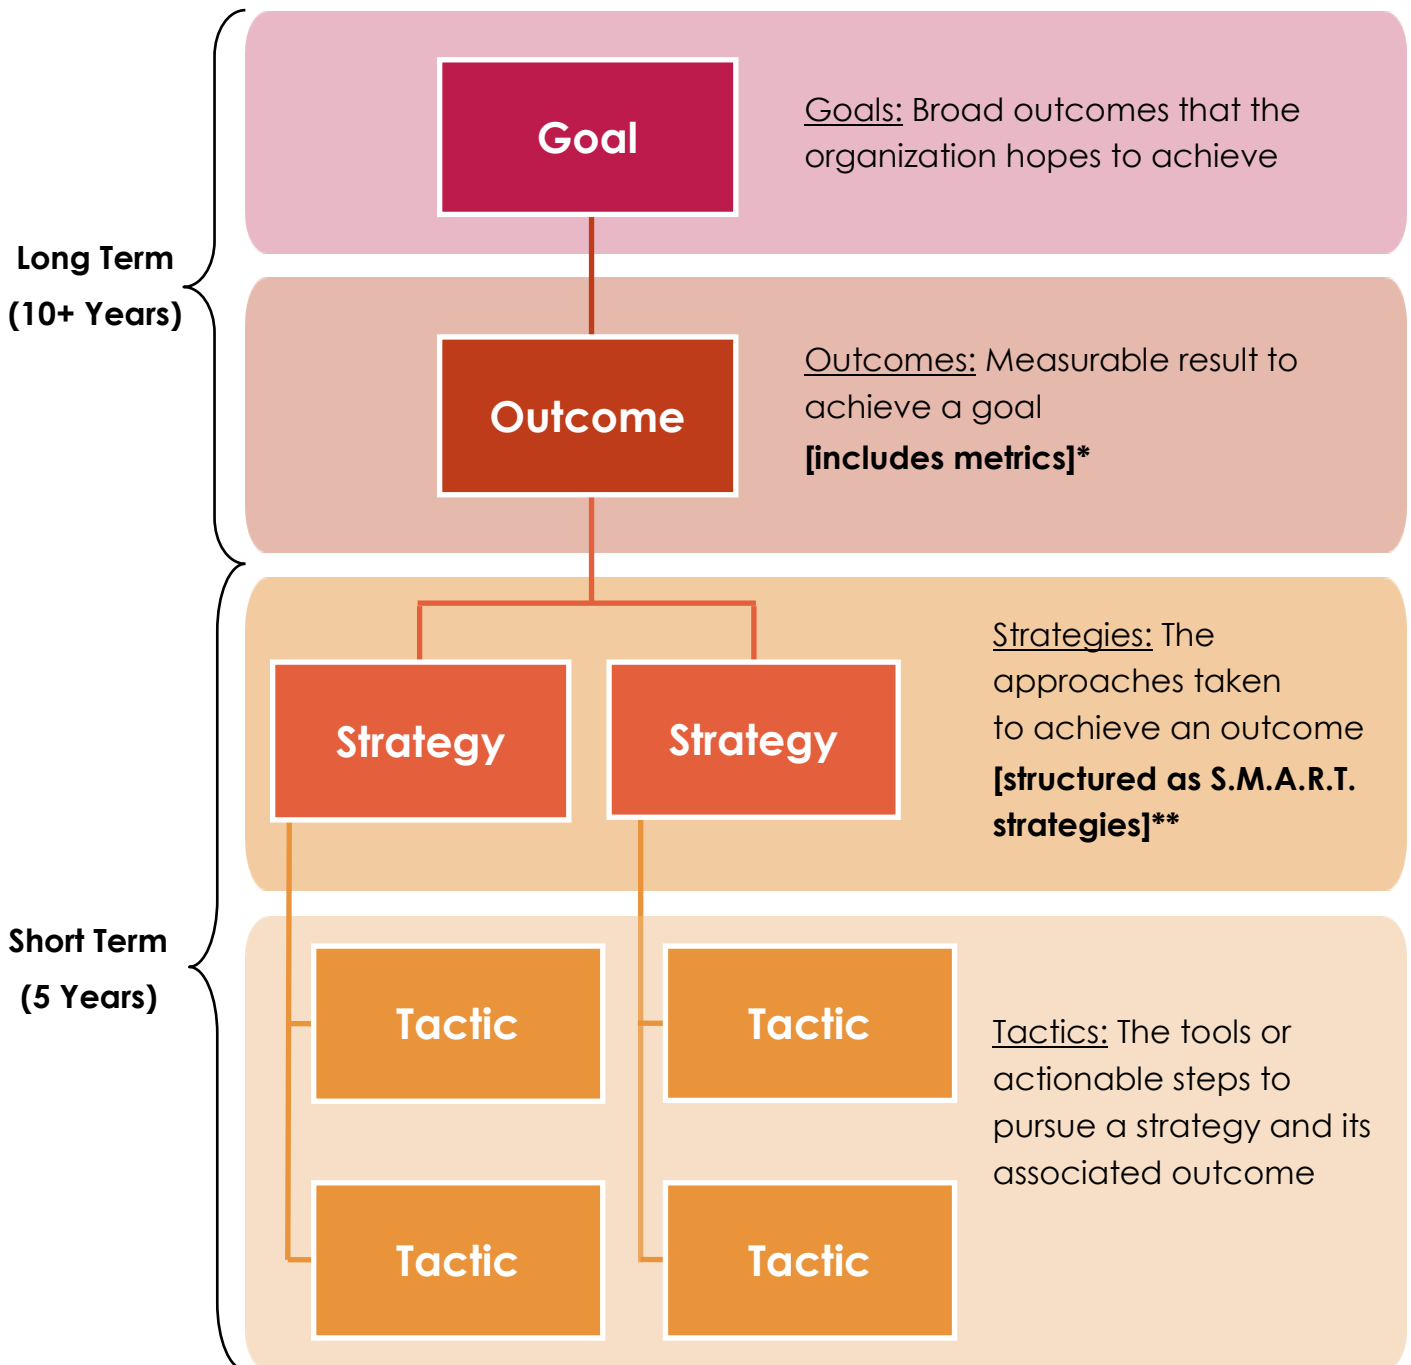 Goal
Goals: Broad outcomes that the
organization hopes to achieve
Long Term
(10+ Years)
Outcome
Outcomes: Measurable result to
achieve a goal
[includes metrics]*
Strategy
Strategy
Strategies: The
approaches taken
to achieve an outcome
[structured as S.M.A.R.T.
strategies]**
Short Term
(5 Years)
Tactic
Tactic
Tactics: The tools or
actionable steps to
pursue a strategy and its
associated outcome
Tactic
Tactic